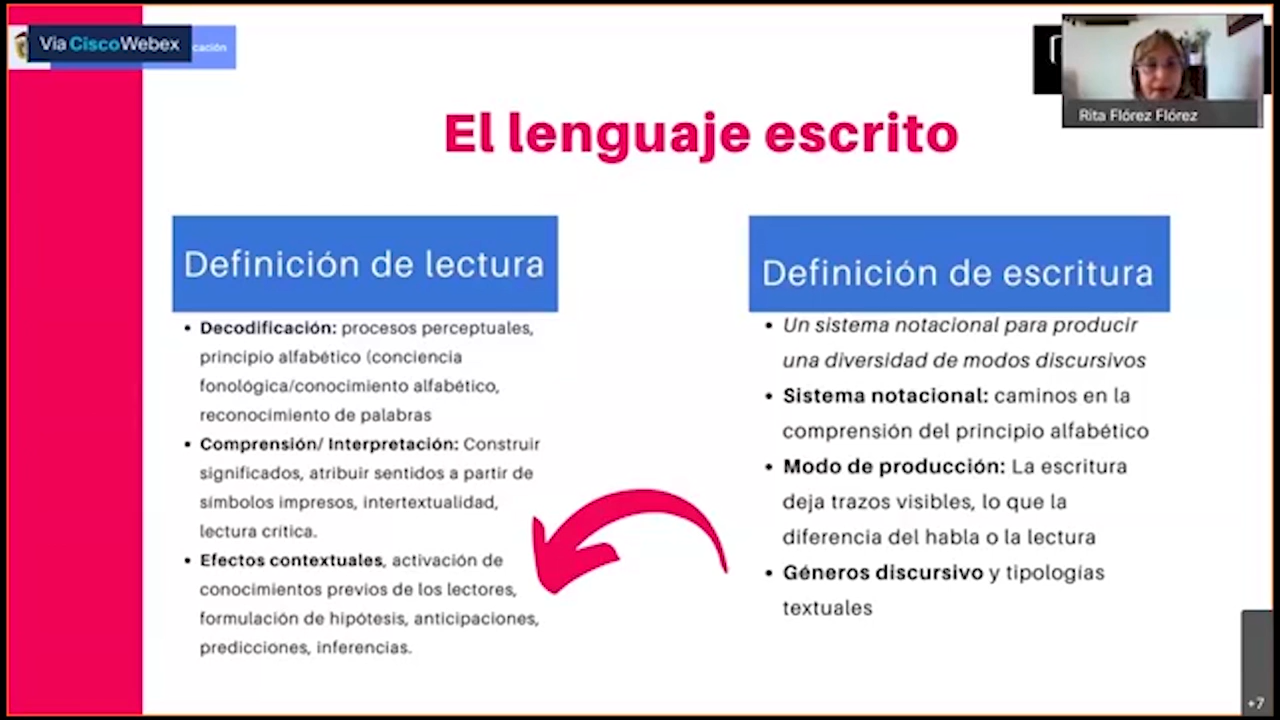 Via CiscoWebex
cación
Rita Flórez Flórez
El lenguaje escrito
Definición de lectura
• Decodificación: procesos perceptuales,
principio alfabético (conciencia
fonológica/conocimiento alfabético,
reconocimiento de palabras
• Comprensión/ Interpretación: Construir
significados, atribuir sentidos a partir de
símbolos impresos, intertextualidad,
lectura crítica.
• Efectos contextuales, activación de
conocimientos previos de los lectores,
formulación de hipótesis, anticipaciones,
predicciones, inferencias.
Definición de escritura
• Un sistema notacional para producir
una diversidad de modos discursivos
• Sistema notacional: caminos en la
comprensión del principio alfabético
• Modo de producción: La escritura
deja trazos visibles, lo que la
diferencia del habla o la lectura
• Géneros discursivo y tipologías
textuales
+7